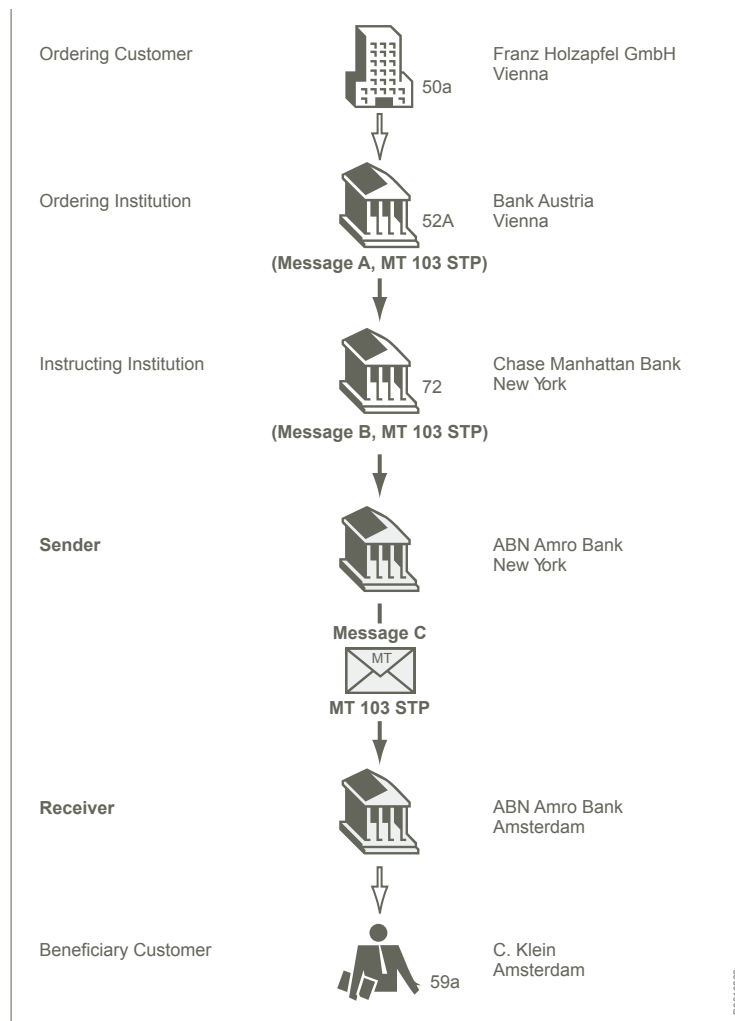 Ordering Customer
50a
Franz Holzapfel GmbH
Vienna
Ordering Institution
52A
Bank Austria
Vienna
(Message A, MT 103 STP)
Instructing Institution
72
Chase Manhattan Bank
New York
(Message B, MT 103 STP)
Sender
ABN Amro Bank
New York
Message C
MT
MT 103 STP
Receiver
ABN Amro Bank
Amsterdam
Beneficiary Customer
59a
C. Klein
Amsterdam